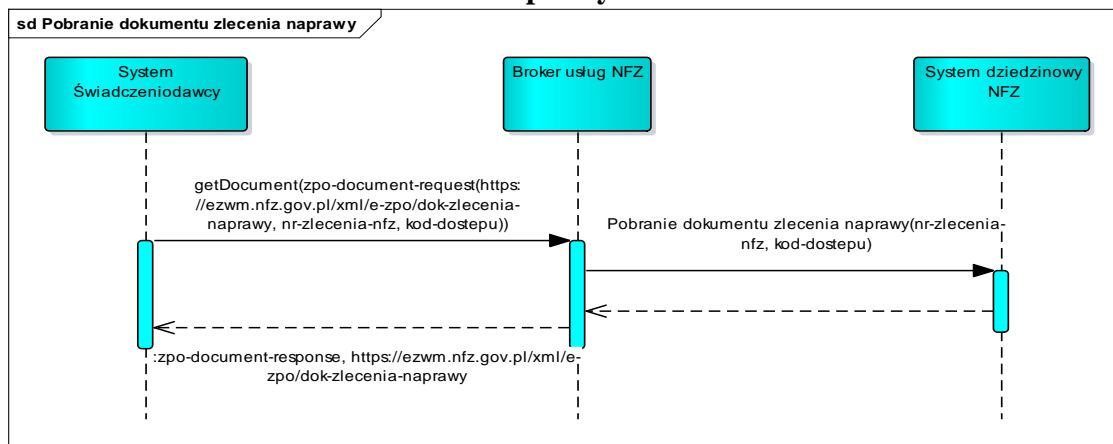 sd Pobranie dokumentu zlecenia naprawy
System
Świadczeniodawcy
Broker usług NFZ
System dziedzinowy
NFZ
getDocument(zpo-document-request(https:
//ezwm.nfz.gov.pl/xml/e-zpo/dok-zlecenia-
naprawy, nr-zlecenia-nfz, kod-dostepu))
Pobranie dokumentu zlecenia naprawy(nr-zlecenia-
nfz, kod-dostepu)
:zpo-document-response, https://ezwm.nfz.gov.pl/xml/e-
zpo/dok-zlecenia-naprawy